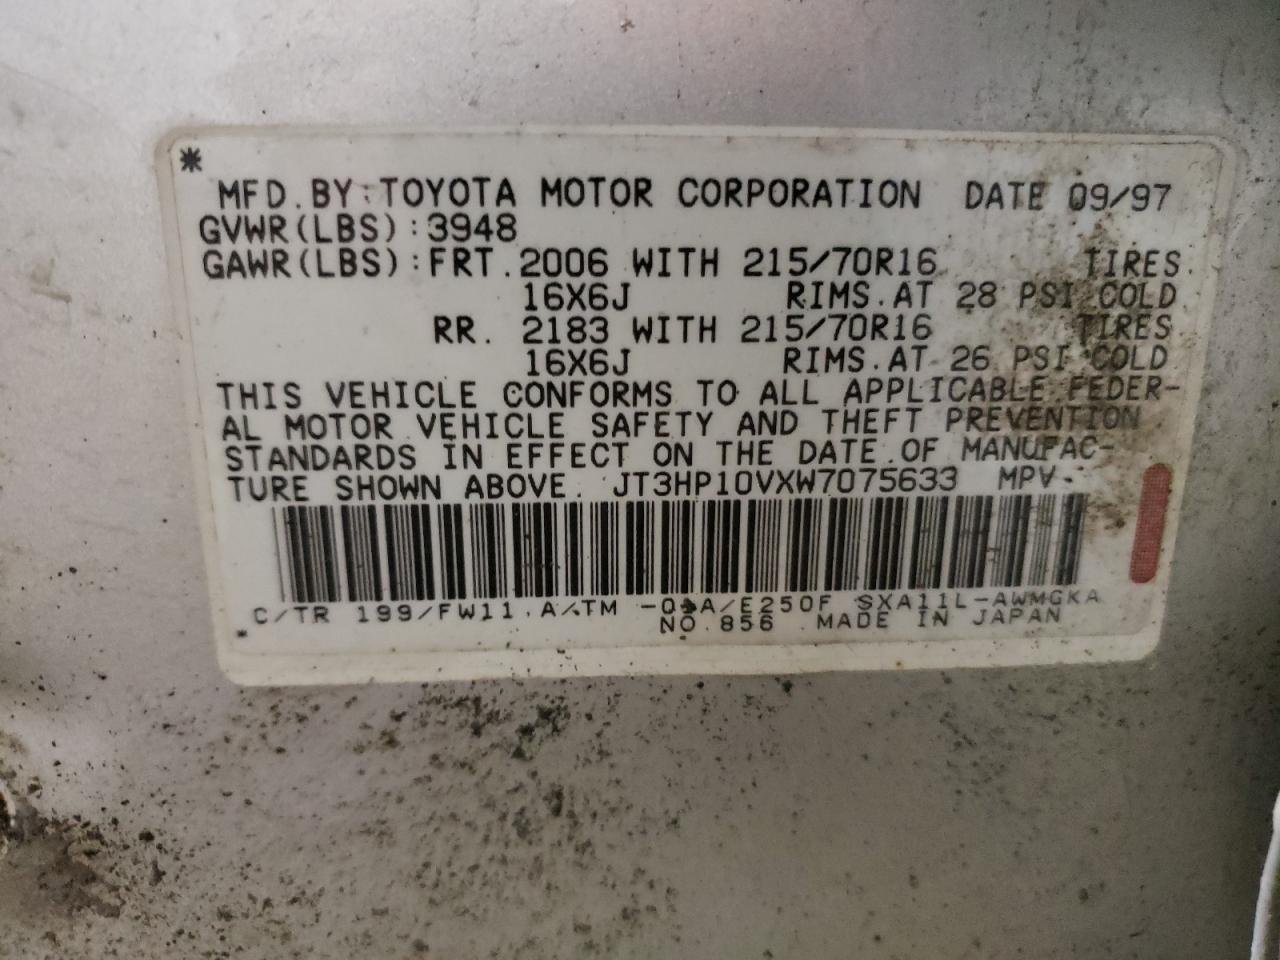 MFD. BY: TOYOTA MOTOR CORPORATION DATE 09/97
GVWR(LBS):3948
GAWR(LBS):FRT. 2006 WITH 215/70R16 TIRES.
16X6J RIMS.AT 28 PSI COLD
RR. 2183 WITH 215/70R16 TIRES
16X6J RIMS.AT 26 PSI COLD.
THIS VEHICLE CONFORMS TO ALL APPLICABLE FEDER-
AL MOTOR VEHICLE SAFETY AND THEFT PREVENTION
STANDARDS IN EFFECT ON THE DATE OF MANUFAC-
TURE SHOWN ABOVE. JT3HP10VXW7075633 MPV
C/TR 199/FW11 A/TM -03A/E250F SXA11L-AWMGKA
NO.856 MADE IN JAPAN